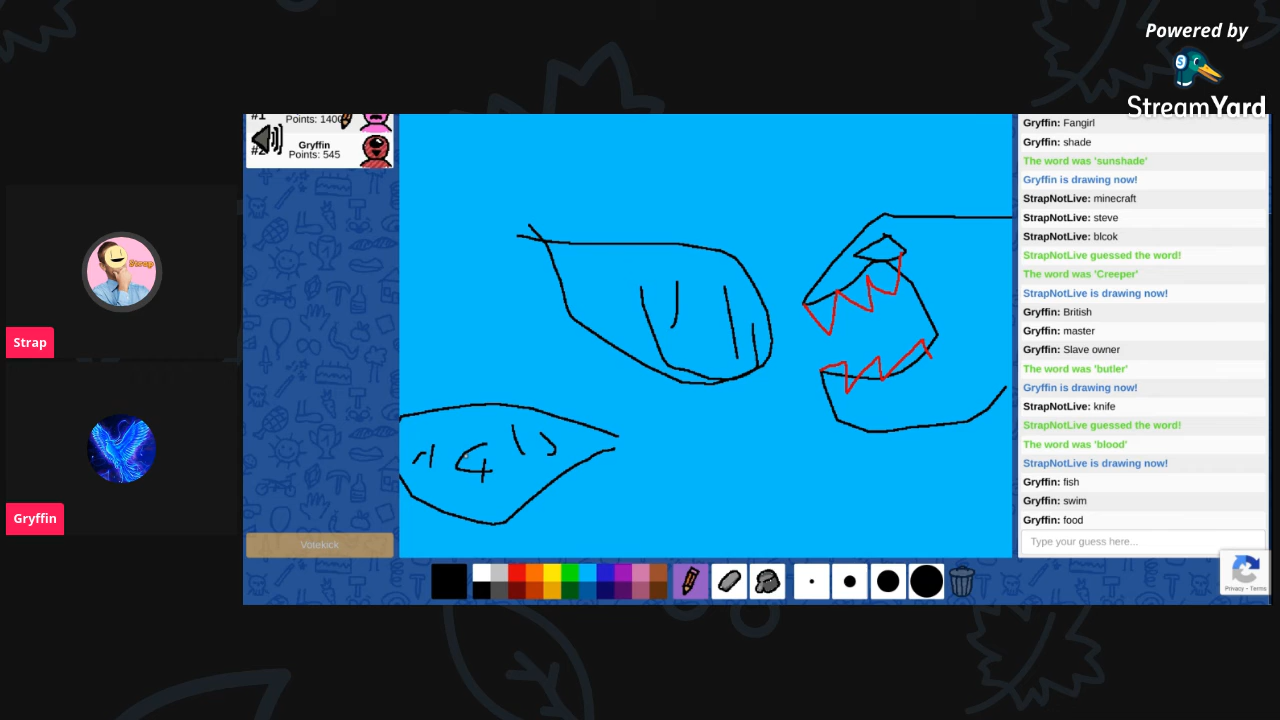 Powered by
StreamYard
#1
Points: 1400
#2
Gryffin
Points: 545
Strap
Strap
Gryffin
Votekick
Gryffin: Fangirl
Gryffin: shade
The word was 'sunshade'
Gryffin is drawing now!
StrapNotLive: minecraft
StrapNotLive: steve
StrapNotLive: blcok
StrapNotLive guessed the word!
The word was 'Creeper'
StrapNotLive is drawing now!
Gryffin: British
Gryffin: master
Gryffin: Slave owner
The word was 'butler'
Gryffin is drawing now!
StrapNotLive: knife
StrapNotLive guessed the word!
The word was 'blood'
StrapNotLive is drawing now!
Gryffin: fish
Gryffin: swim
Gryffin: food
Type your guess here...
Privacy - Terms